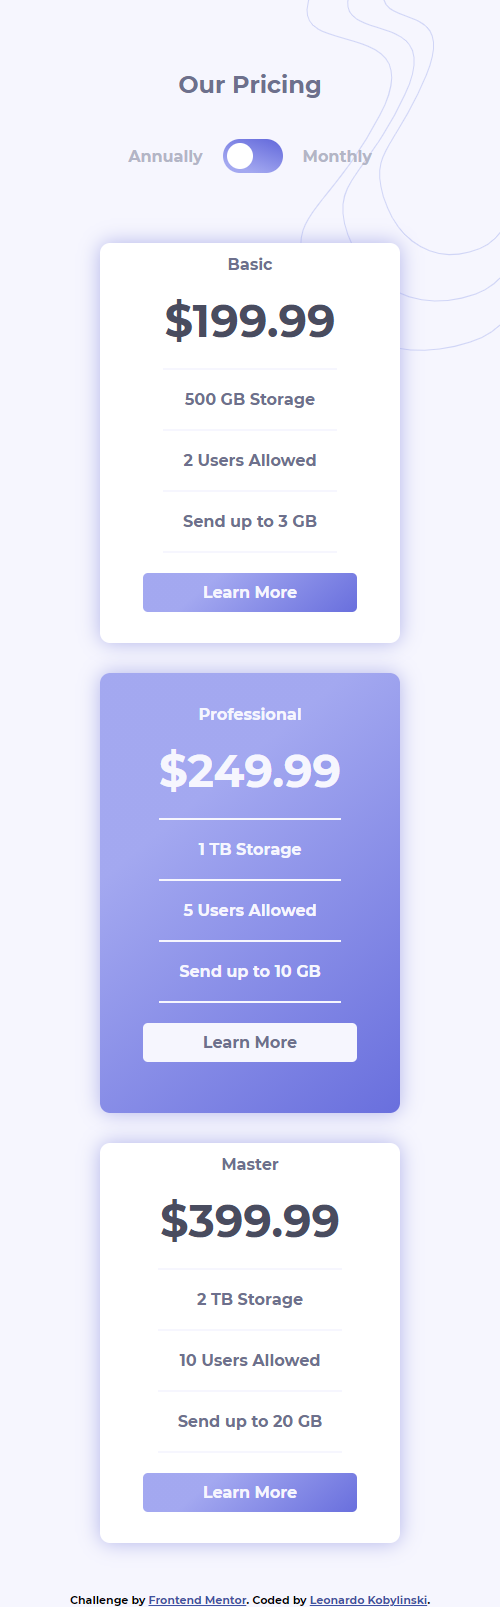 Our Pricing
Annually Monthly
Basic
$199.99
500 GB Storage
2 Users Allowed
Send up to 3 GB
Learn More
Professional
$249.99
1 TB Storage
5 Users Allowed
Send up to 10 GB
Learn More
Master
$399.99
2 TB Storage
10 Users Allowed
Send up to 20 GB
Learn More
Challenge by Frontend Mentor. Coded by Leonardo Kobylinski.